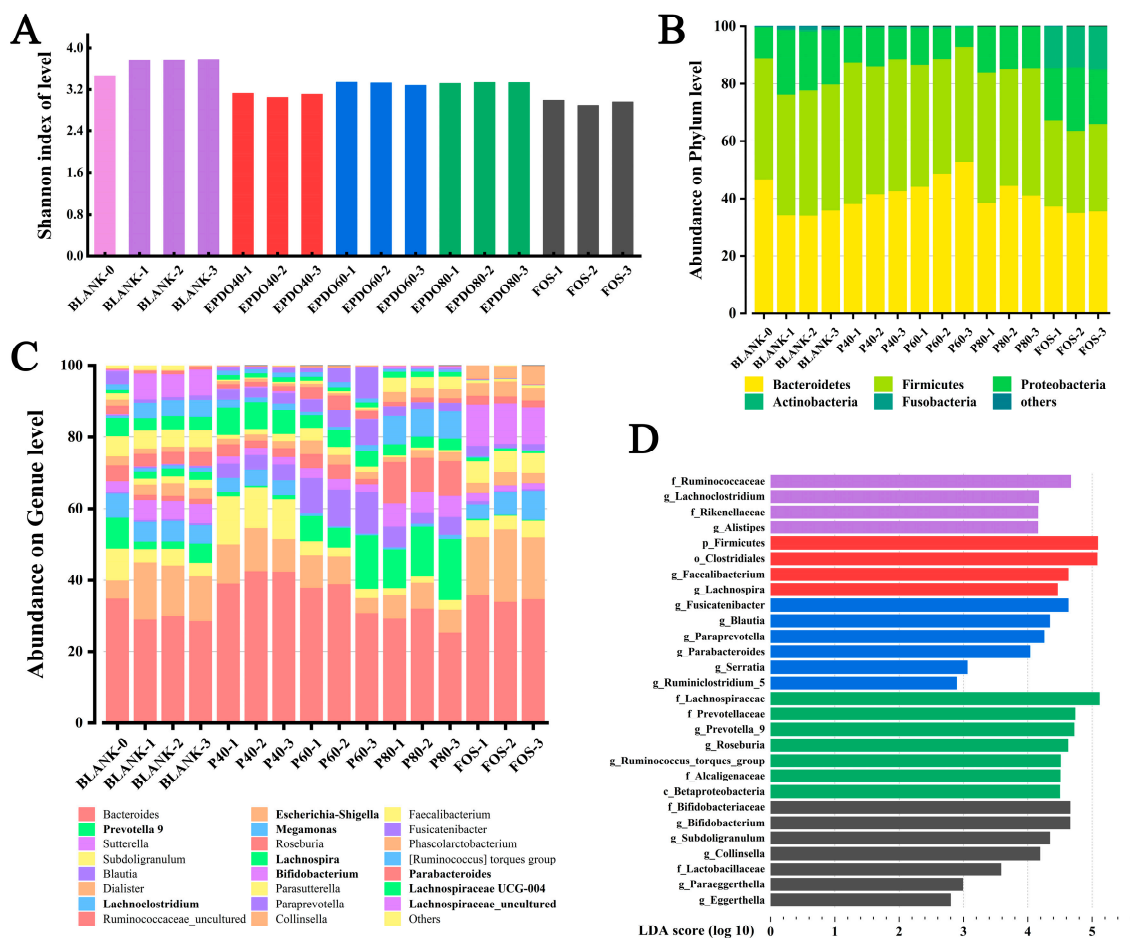 A
Shannon index of level
4.0
3.2
2.4
1.6
0.8
0.0
BLANK-0
BLANK-1
BLANK-2
BLANK-3
EPDO40-1
EPDO40-2
EPDO40-3
EPDO60-1
EPDO60-2
EPDO60-3
EPDO80-1
EPDO80-2
EPDO80-3
FOS-1
FOS-2
FOS-3
B
Abundance on Phylum level
100
80
60
40
20
0
BLANK-0
BLANK-1
BLANK-2
BLANK-3
P40-1
P40-2
P40-3
P60-1
P60-2
P60-3
P80-1
P80-2
P80-3
FOS-1
FOS-2
FOS-3
Bacteroidetes Firmicutes Proteobacteria
Actinobacteria Fusobacteria others
C
Abundance on Genue level
100
80
60
40
20
0
BLANK-0
BLANK-1
BLANK-2
BLANK-3
P40-1
P40-2
P40-3
P60-1
P60-2
P60-3
P80-1
P80-2
P80-3
FOS-1
FOS-2
FOS-3
Bacteroides Escherichia-Shigella Faecalibacterium
Prevotella 9 Megamonas Fusicatenibacter
Sutterella Roseburia Phascolarctobacterium
Subdoligranulum Lachnospira [Ruminococcus] torques group
Blautia Bifidobacterium Parabacteroides
Dialister Parasutterella Lachnospiraceae UCG-004
Lachnoclostridium Paraprevotella Lachnospiraceae_uncultured
Ruminococcaceae_uncultured Collinsella Others
D
f_Ruminococcaceae
g_Lachnoclostridium
f_Rikenellaceae
g_Alistipes
p_Firmicutes
o_Clostridiales
g_Faecalibacterium
g_Lachnospira
g_Fusicatenibacter
g_Blautia
g_Paraprevotella
g_Parabacteroides
g_Serratia
g_Ruminiclostridium_5
f_Lachnospiraccae
f_Prevotellaceae
g_Prevotella_9
g_Roseburia
g_Ruminococcus_torqucs_group
f_Alcaligenaceae
c_Betaproteobacteria
f_Bifidobacteriaceae
g_Bifidobacterium
g_Subdoligranulum
g_Collinsella
f_Lactobacillaceae
g_Paraeggerthella
g_Eggerthella
LDA score (log 10) 0 1 2 3 4 5